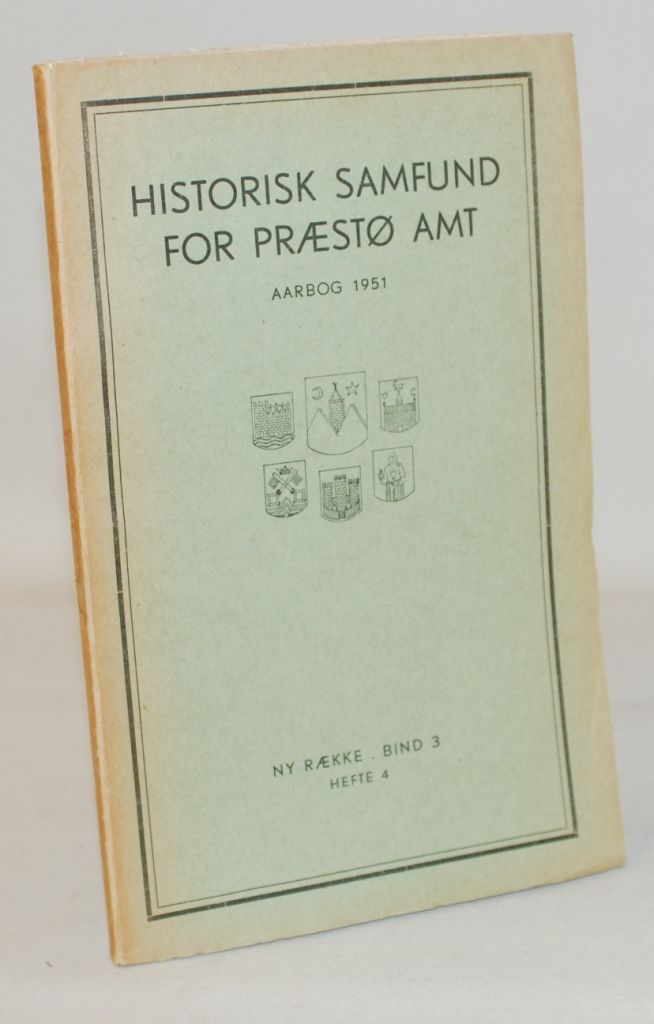 HISTORISK SAMFUND
FOR PRÆSTØ AMT
AARBOG 1951
NY RÆKKE . BIND 3
HEFTE 4